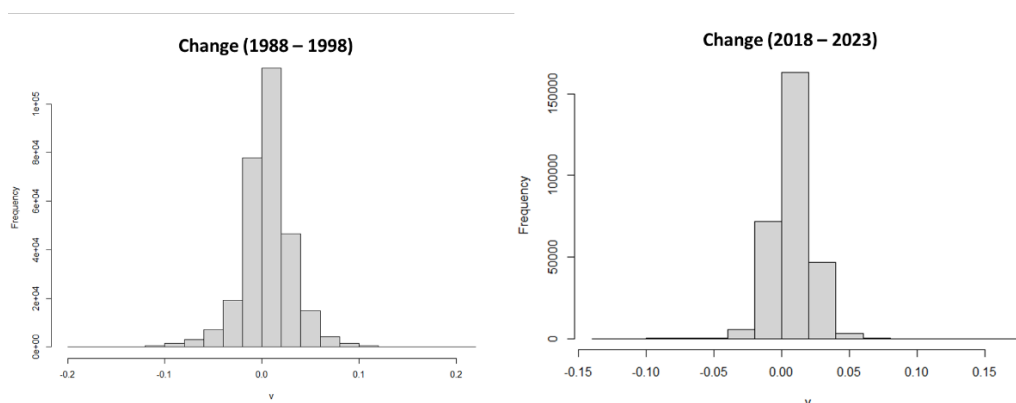 Change (1988 – 1998)
Frequency
1e+05
8e+04
6e+04
4e+04
2e+04
0e+00
-0.2
-0.1
0.0
0.1
0.2
v
Change (2018 – 2023)
Frequency
150000
100000
50000
0
-0.15
-0.10
-0.05
0.00
0.05
0.10
0.15